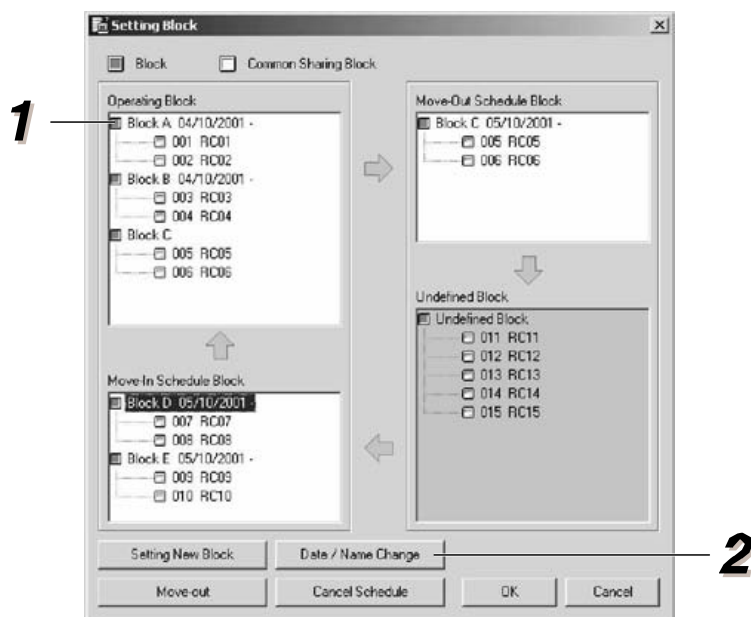 Setting Block
Block
Common Sharing Block
1
Operating Block
Block A 04/10/2001 -
001 RC01
002 RC02
Block B 04/10/2001 -
003 RC03
004 RC04
Block C
005 RC05
006 RC06
Move-Out Schedule Block
Block C 05/10/2001 -
005 RC05
006 RC06
Move-In Schedule Block
Block D 05/10/2001 -
007 RC07
008 RC08
Block E 05/10/2001 -
009 RC09
010 RC10
Undefined Block
Undefined Block
011 RC11
012 RC12
013 RC13
014 RC14
015 RC15
Setting New Block
Date / Name Change
2
Move-out
Cancel Schedule
OK
Cancel